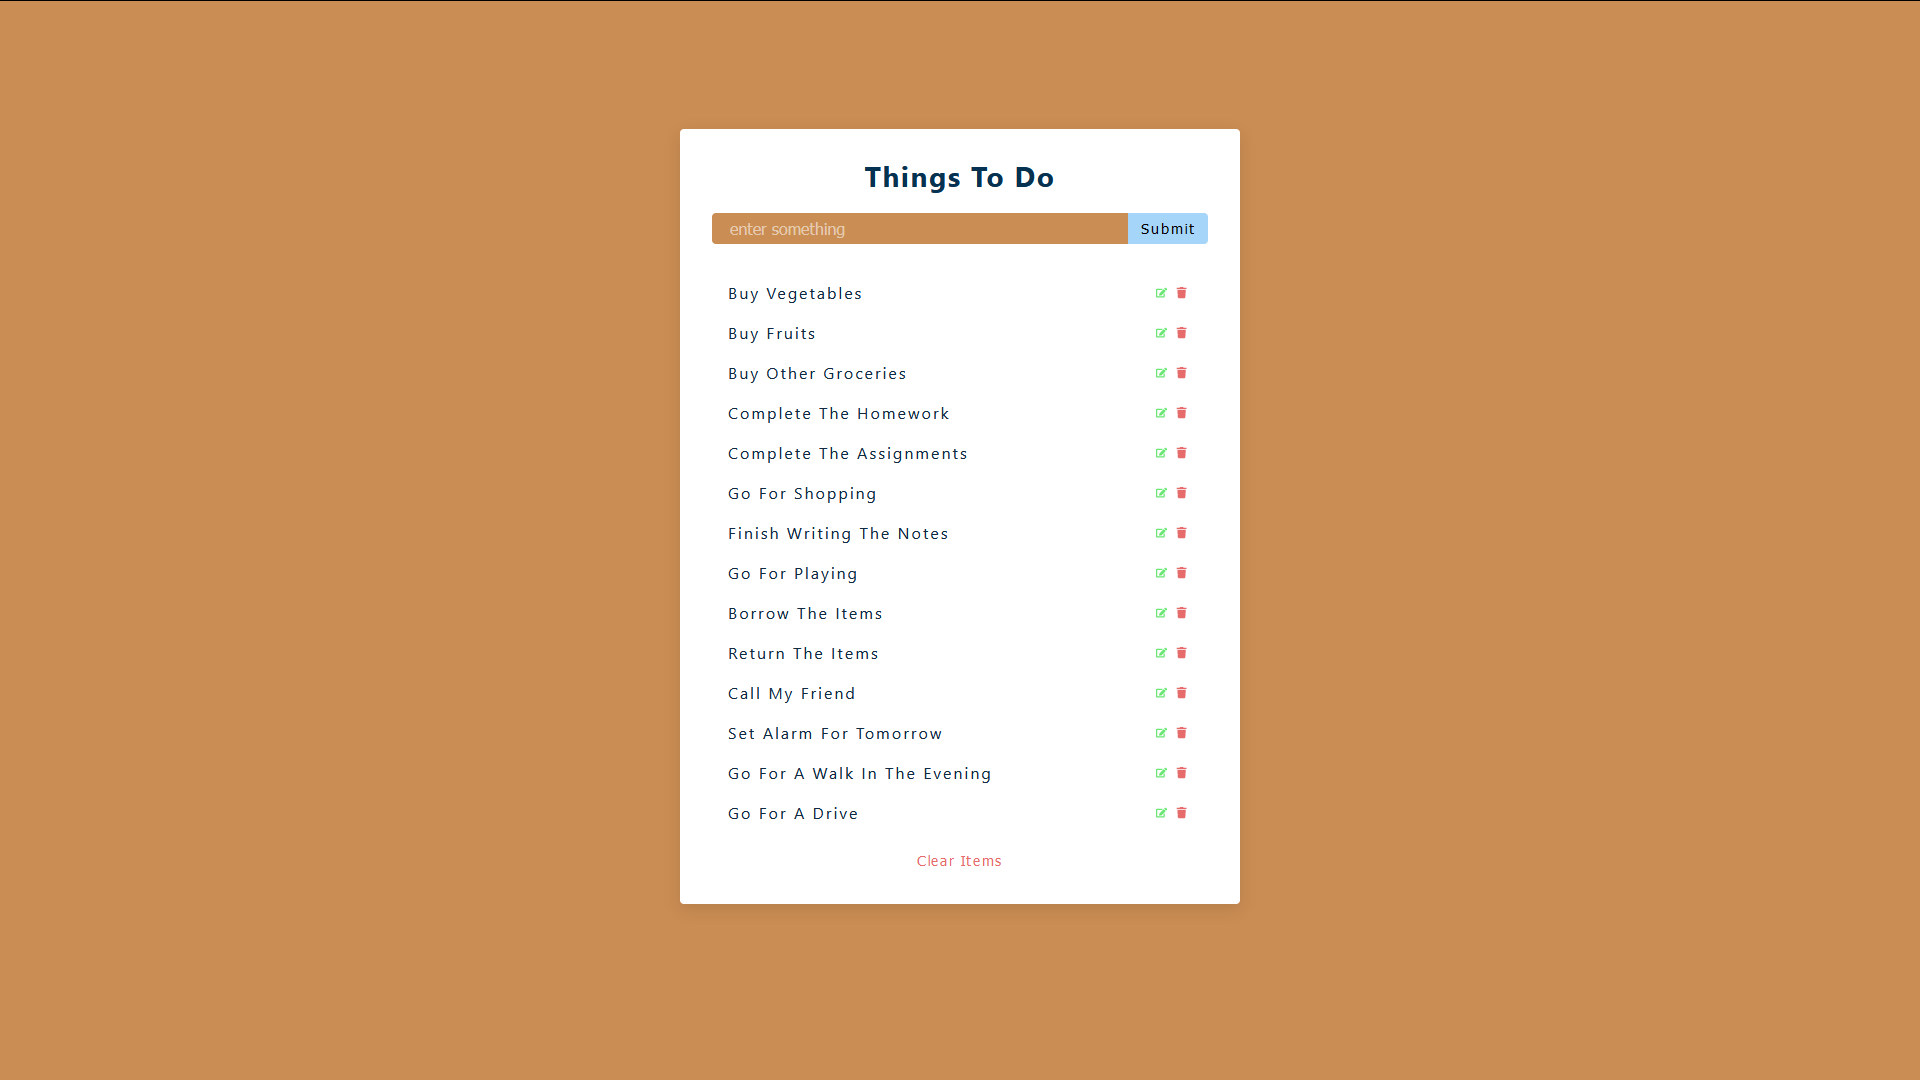 Things To Do
enter something Submit
Buy Vegetables
Buy Fruits
Buy Other Groceries
Complete The Homework
Complete The Assignments
Go For Shopping
Finish Writing The Notes
Go For Playing
Borrow The Items
Return The Items
Call My Friend
Set Alarm For Tomorrow
Go For A Walk In The Evening
Go For A Drive
Clear Items